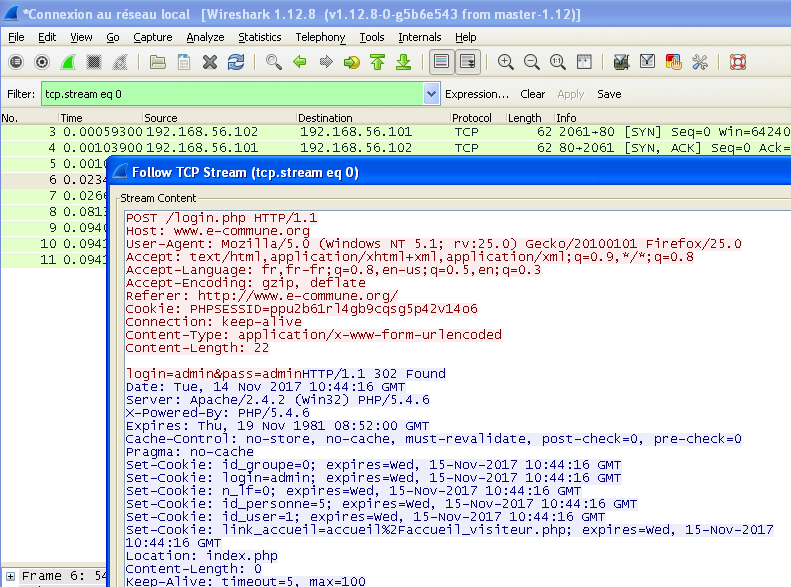 *Connexion au réseau local [Wireshark 1.12.8 (v1.12.8-0-g5b6e543 from master-1.12)]
File Edit View Go Capture Analyze Statistics Telephony Tools Internals Help
Filter: tcp.stream eq 0 Expression... Clear Apply Save
No. Time Source Destination Protocol Length Info
3 0.00059300 192.168.56.102 192.168.56.101 TCP 62 2061→80 [SYN] Seq=0 Win=64240
4 0.00103900 192.168.56.101 192.168.56.102 TCP 62 80→2061 [SYN, ACK] Seq=0 Ack=
5 0.0010
6 0.0234
7 0.0266
8 0.0813
9 0.0940
10 0.0941
11 0.0941
Follow TCP Stream (tcp.stream eq 0)
Stream Content
POST /login.php HTTP/1.1
Host: www.e-commune.org
User-Agent: Mozilla/5.0 (Windows NT 5.1; rv:25.0) Gecko/20100101 Firefox/25.0
Accept: text/html,application/xhtml+xml,application/xml;q=0.9,*/*;q=0.8
Accept-Language: fr,fr-fr;q=0.8,en-us;q=0.5,en;q=0.3
Accept-Encoding: gzip, deflate
Referer: http://www.e-commune.org/
Cookie: PHPSESSID=ppu2b61rl4gb9cqsg5p42v14o6
Connection: keep-alive
Content-Type: application/x-www-form-urlencoded
Content-Length: 22
login=admin&pass=adminHTTP/1.1 302 Found
Date: Tue, 14 Nov 2017 10:44:16 GMT
Server: Apache/2.4.2 (Win32) PHP/5.4.6
X-Powered-By: PHP/5.4.6
Expires: Thu, 19 Nov 1981 08:52:00 GMT
Cache-Control: no-store, no-cache, must-revalidate, post-check=0, pre-check=0
Pragma: no-cache
Set-Cookie: id_groupe=0; expires=Wed, 15-Nov-2017 10:44:16 GMT
Set-Cookie: login=admin; expires=Wed, 15-Nov-2017 10:44:16 GMT
Set-Cookie: n_lf=0; expires=Wed, 15-Nov-2017 10:44:16 GMT
Set-Cookie: id_personne=5; expires=Wed, 15-Nov-2017 10:44:16 GMT
Set-Cookie: id_user=1; expires=Wed, 15-Nov-2017 10:44:16 GMT
Set-Cookie: link_accueil=accueil%2Faccueil_visiteur.php; expires=Wed, 15-Nov-2017
10:44:16 GMT
Location: index.php
Content-Length: 0
Keep-Alive: timeout=5, max=100
Frame 6: 54